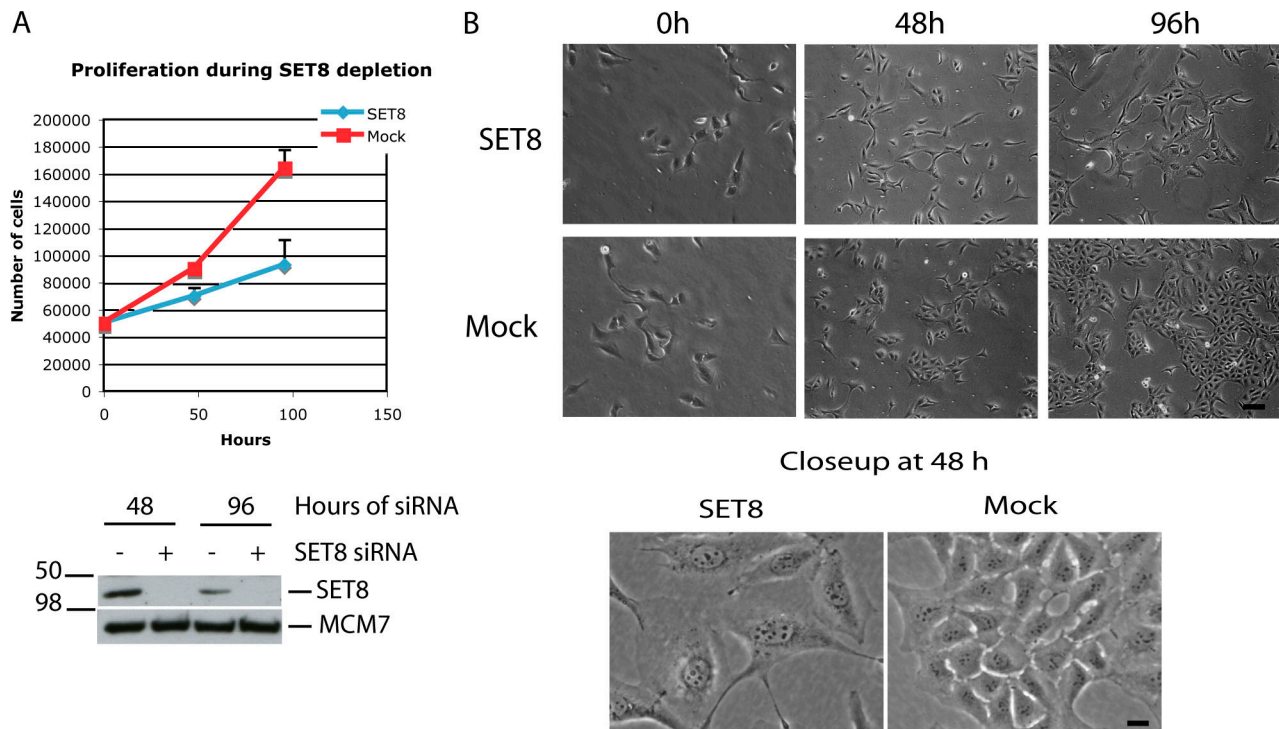 A
Proliferation during SET8 depletion
SET8
Mock
200000
180000
160000
140000
120000
100000
80000
60000
40000
20000
0
Number of cells
0 50 100 150
Hours
48 96 Hours of siRNA
- + - + SET8 siRNA
50
SET8
98
MCM7
B
0h 48h 96h
SET8
Mock
Closeup at 48 h
SET8 Mock